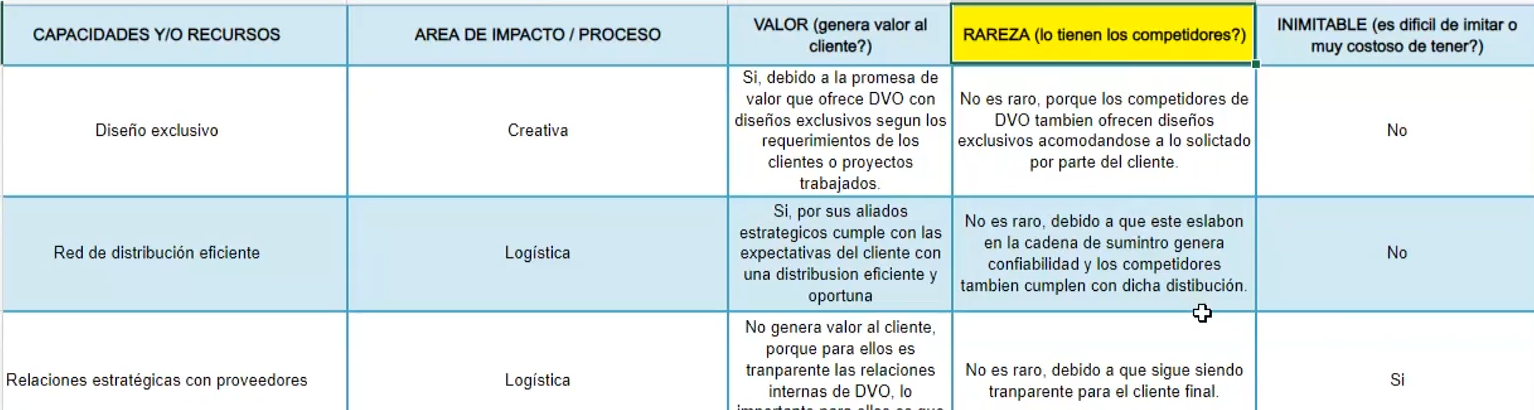 CAPACIDADES Y/O RECURSOS
AREA DE IMPACTO / PROCESO
VALOR (genera valor al
cliente?)
RAREZA (lo tienen los competidores?)
INIMITABLE (es dificil de imitar o
muy costoso de tener?)
Diseño exclusivo
Creativa
Si, debido a la promesa de
valor que ofrece DVO con
diseños exclusivos segun los
requerimientos de los
clientes o proyectos
trabajados.
No es raro, porque los competidores de
DVO tambien ofrecen diseños
exclusivos acomodandose a lo solictado
por parte del cliente.
No
Red de distribución eficiente
Logística
Si, por sus aliados
estrategicos cumple con las
expectativas del cliente con
una distribusion eficiente y
oportuna
No es raro, debido a que este eslabon
en la cadena de sumintro genera
confiabilidad y los competidores
tambien cumplen con dicha distibución.
No
Relaciones estratégicas con proveedores
Logística
No genera valor al cliente,
porque para ellos es
tranparente las relaciones
internas de DVO, lo
importante para ellos es que
No es raro, debido a que sigue siendo
tranparente para el cliente final.
Si